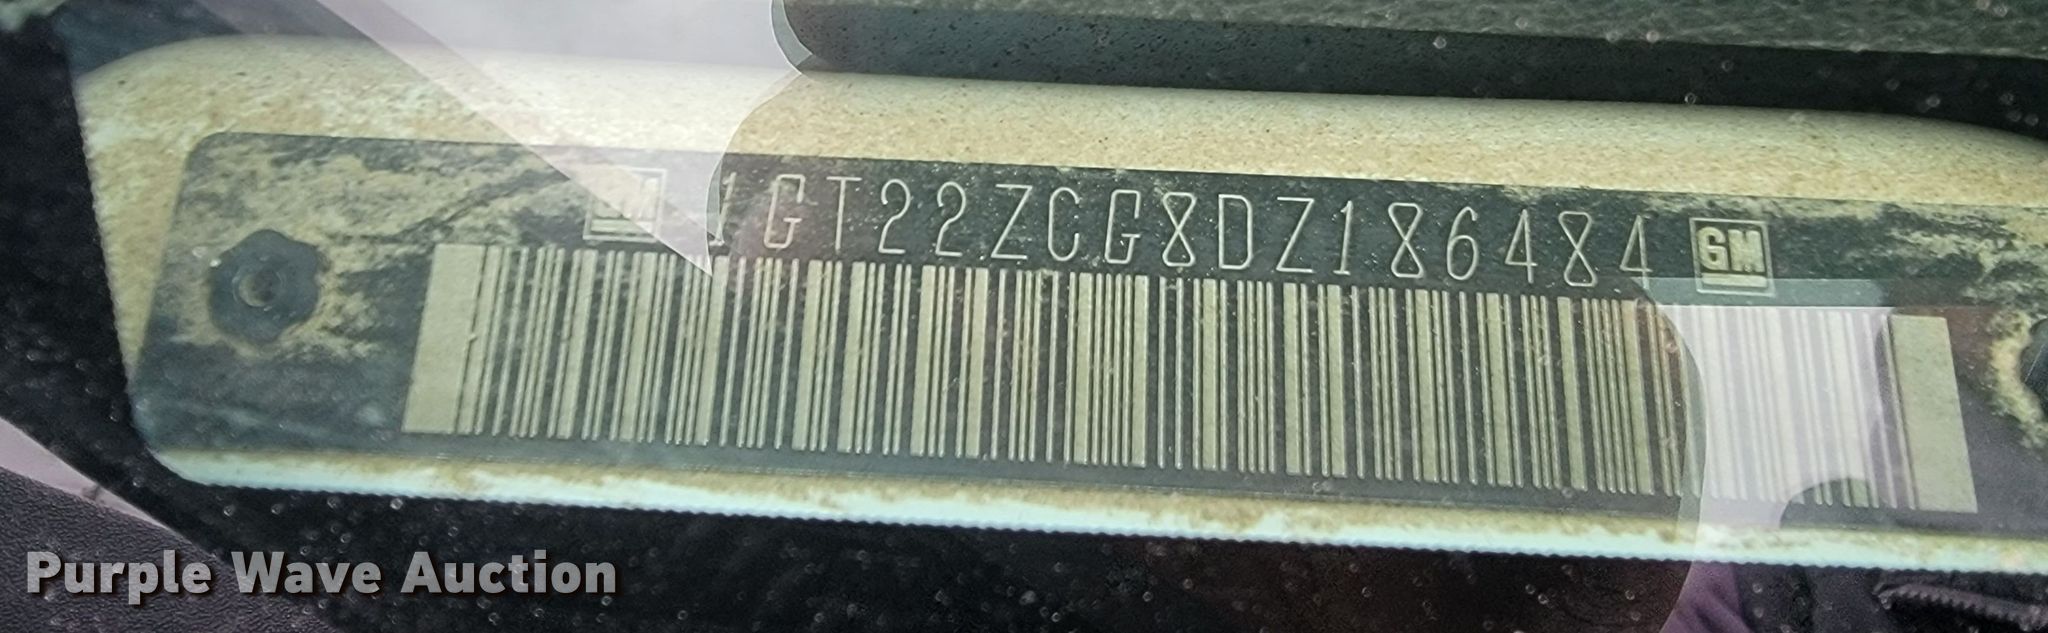 GM 1GT22ZCG8DZ186484 GM
Purple Wave Auction